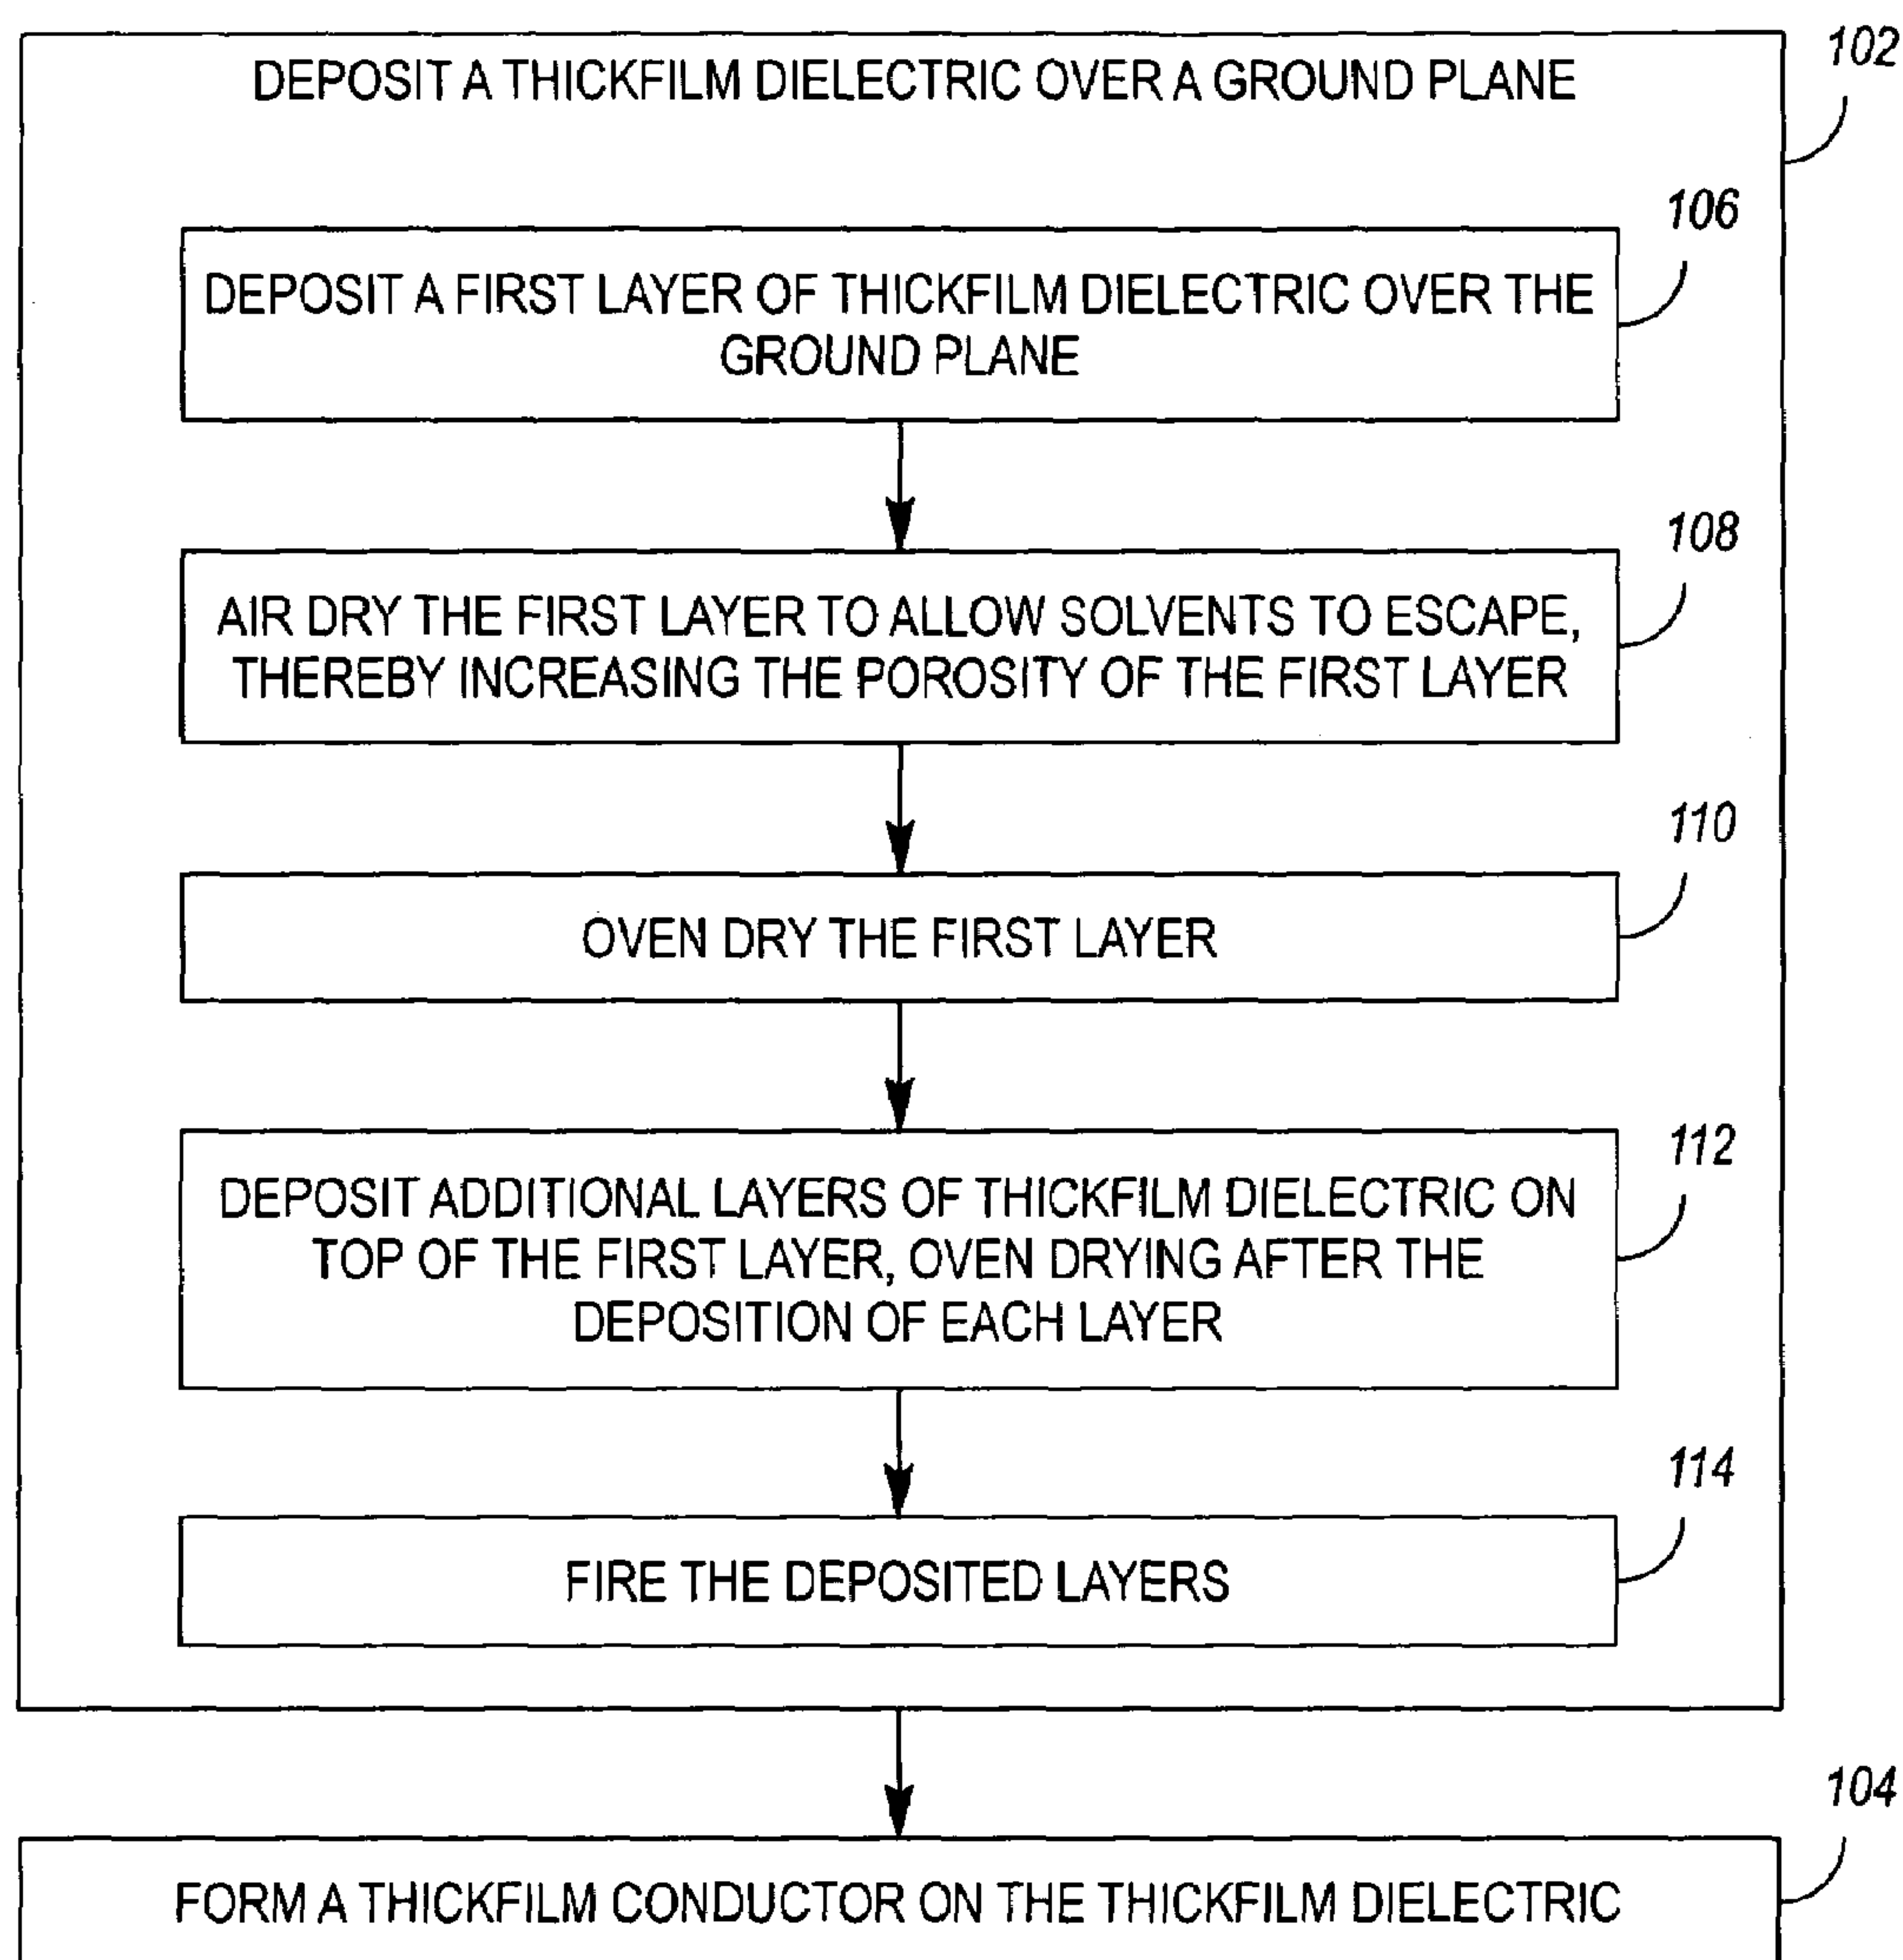 102
DEPOSIT A THICKFILM DIELECTRIC OVER A GROUND PLANE
106
DEPOSIT A FIRST LAYER OF THICKFILM DIELECTRIC OVER THE
GROUND PLANE
108
AIR DRY THE FIRST LAYER TO ALLOW SOLVENTS TO ESCAPE,
THEREBY INCREASING THE POROSITY OF THE FIRST LAYER
110
OVEN DRY THE FIRST LAYER
112
DEPOSIT ADDITIONAL LAYERS OF THICKFILM DIELECTRIC ON
TOP OF THE FIRST LAYER, OVEN DRYING AFTER THE
DEPOSITION OF EACH LAYER
114
FIRE THE DEPOSITED LAYERS
104
FORM A THICKFILM CONDUCTOR ON THE THICKFILM DIELECTRIC